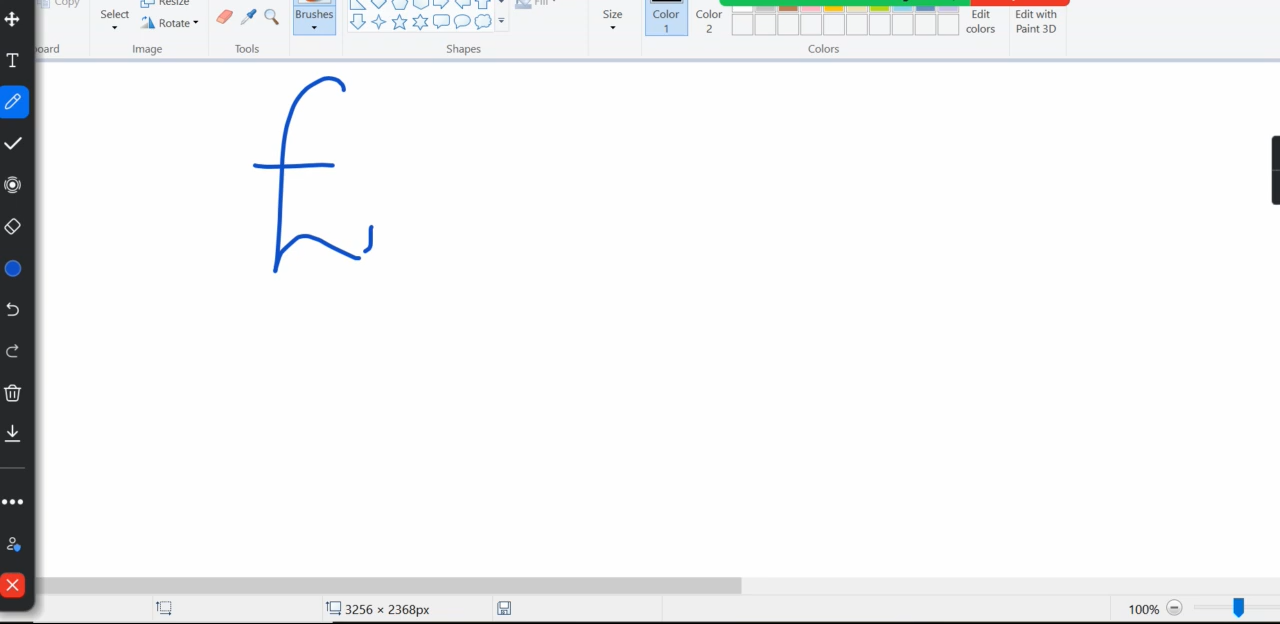 Copy
Resize
Select
Rotate
Brushes
Fill
Size
Color 1
Color 2
Edit colors
Edit with Paint 3D
Image
Tools
Shapes
Colors
T
£
3256 × 2368px
100%